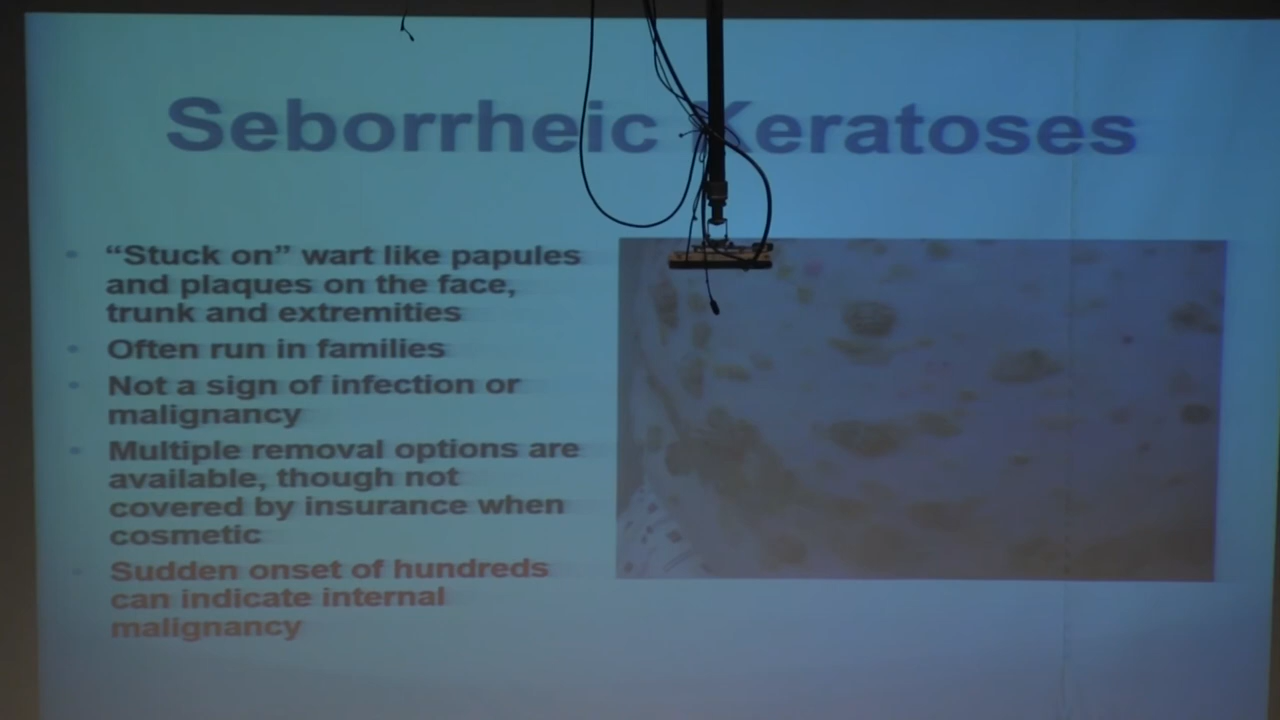 Seborrheic Keratoses
• “Stuck on” wart like papules
and plaques on the face,
trunk and extremities
• Often run in families
• Not a sign of infection or
malignancy
• Multiple removal options are
available, though not
covered by insurance when
cosmetic
• Sudden onset of hundreds
can indicate internal
malignancy